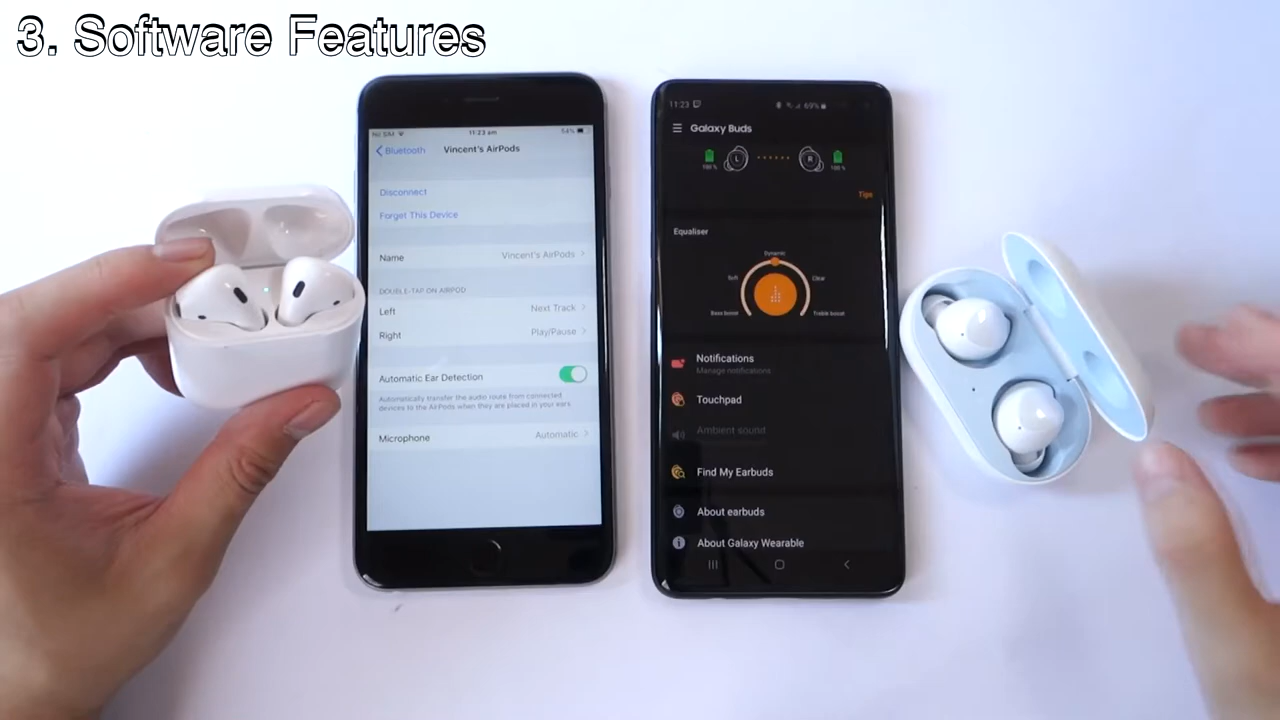 3. Software Features
No SIM
11:23 am
54%
Bluetooth
Vincent's AirPods
Disconnect
Forget This Device
Name
Vincent's AirPods
DOUBLE-TAP ON AIRPOD
Left
Next Track
Right
Play/Pause
Automatic Ear Detection
Automatically transfer the audio route from connected
devices to the AirPods when they are placed in your ears.
Microphone
Automatic
11:23
69%
Galaxy Buds
L
R
100 %
100 %
Tips
Equaliser
Dynamic
Soft
Clear
Bass boost
Treble boost
Notifications
Manage notifications
Touchpad
Ambient sound
Find My Earbuds
About earbuds
About Galaxy Wearable